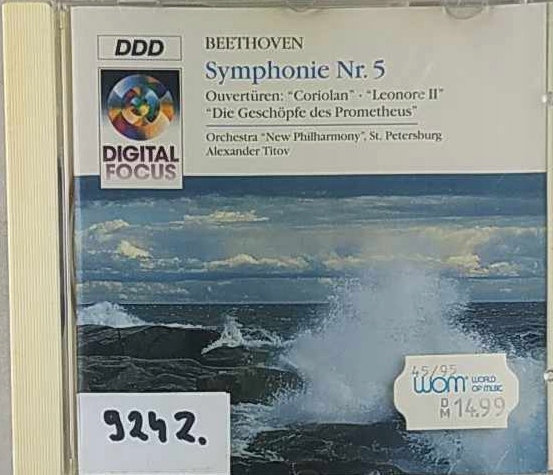 DDD
DIGITAL
FOCUS
BEETHOVEN
Symphonie Nr. 5
Ouvertüren: "Coriolan" · "Leonore II"
"Die Geschöpfe des Prometheus"
Orchestra "New Philharmony", St. Petersburg
Alexander Titov
45/95
WOM WORLD
OF MUSIC
DM 14.99
9242.